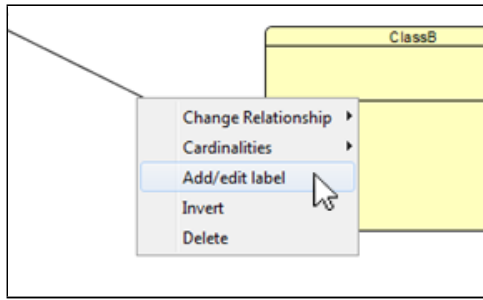 ClassB
Change Relationship
Cardinalities
Add/edit label
Invert
Delete